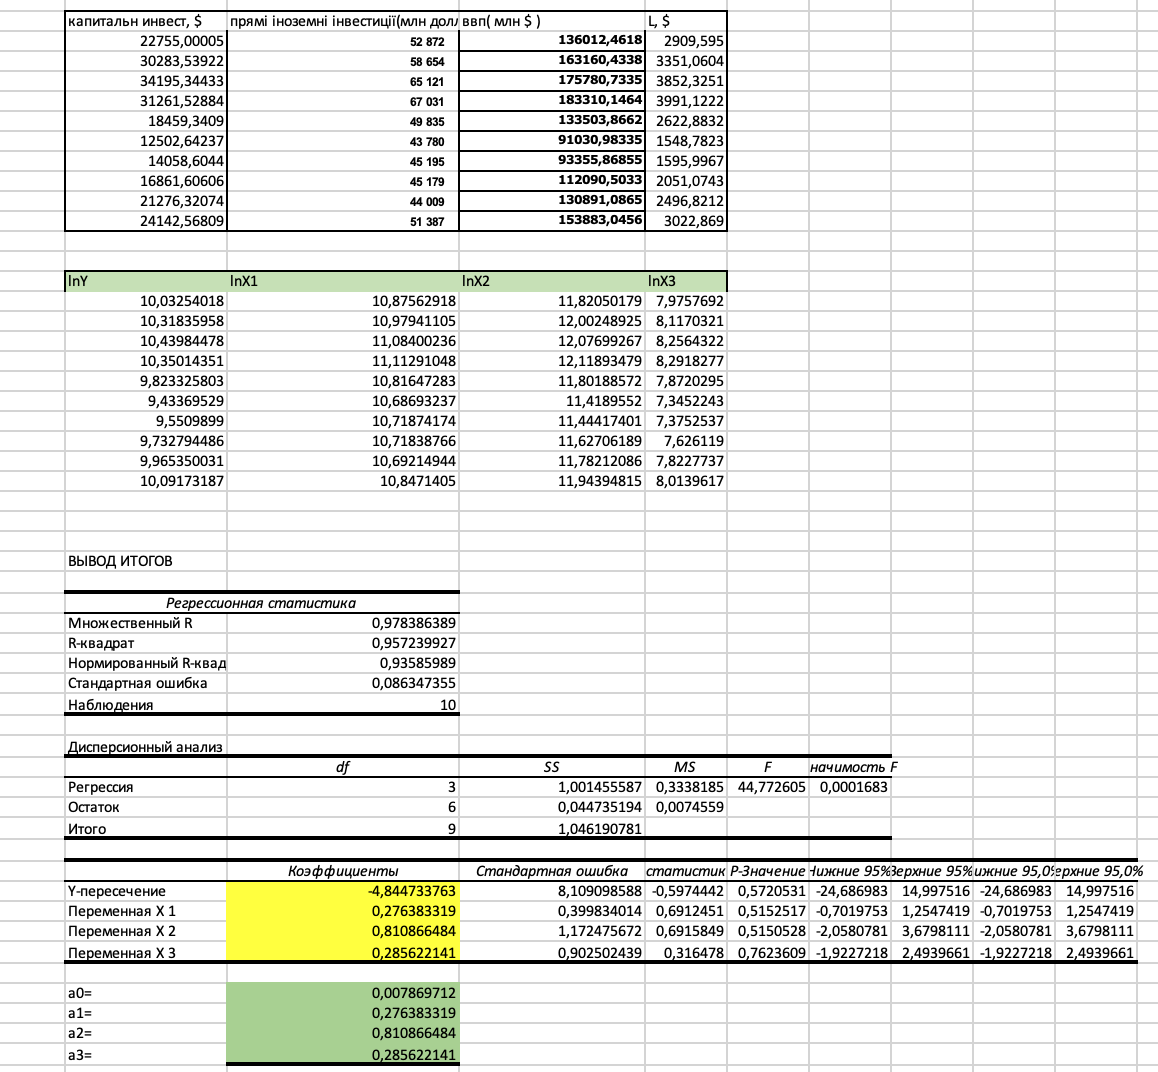 капитальн инвест, $ прямі іноземні інвестиції(млн дол ввп( млн $ ) L, $
22755,00005 52 872 136012,4618 2909,595
30283,53922 58 654 163160,4338 3351,0604
34195,34433 65 121 175780,7335 3852,3251
31261,52884 67 031 183310,1464 3991,1222
18459,3409 49 835 133503,8662 2622,8832
12502,64237 43 780 91030,98335 1548,7823
14058,6044 45 195 93355,86855 1595,9967
16861,60606 45 179 112090,5033 2051,0743
21276,32074 44 009 130891,0865 2496,8212
24142,56809 51 387 153883,0456 3022,869
lnY lnX1 lnX2 lnX3
10,03254018 10,87562918 11,82050179 7,9757692
10,31835958 10,97941105 12,00248925 8,1170321
10,43984478 11,08400236 12,07699267 8,2564322
10,35014351 11,11291048 12,11893479 8,2918277
9,823325803 10,81647283 11,80188572 7,8720295
9,43369529 10,68693237 11,4189552 7,3452243
9,5509899 10,71874174 11,44417401 7,3752537
9,732794486 10,71838766 11,62706189 7,626119
9,965350031 10,69214944 11,78212086 7,8227737
10,09173187 10,8471405 11,94394815 8,0139617
ВЫВОД ИТОГОВ
Регрессионная статистика
Множественный R 0,978386389
R-квадрат 0,957239927
Нормированный R-квад 0,93585989
Стандартная ошибка 0,086347355
Наблюдения 10
Дисперсионный анализ
df SS MS F начимость F
Регрессия 3 1,001455587 0,3338185 44,772605 0,0001683
Остаток 6 0,044735194 0,0074559
Итого 9 1,046190781
Коэффициенты Стандартная ошибка статистик P-Значение Нижние 95% Верхние 95% ижние 95,0% ерхние 95,0%
Y-пересечение -4,844733763 8,109098588 -0,5974442 0,5720531 -24,686983 14,997516 -24,686983 14,997516
Переменная X 1 0,276383319 0,399834014 0,6912451 0,5152517 -0,7019753 1,2547419 -0,7019753 1,2547419
Переменная X 2 0,810866484 1,172475672 0,6915849 0,5150528 -2,0580781 3,6798111 -2,0580781 3,6798111
Переменная X 3 0,285622141 0,902502439 0,316478 0,7623609 -1,9227218 2,4939661 -1,9227218 2,4939661
a0= 0,007869712
a1= 0,276383319
a2= 0,810866484
a3= 0,285622141